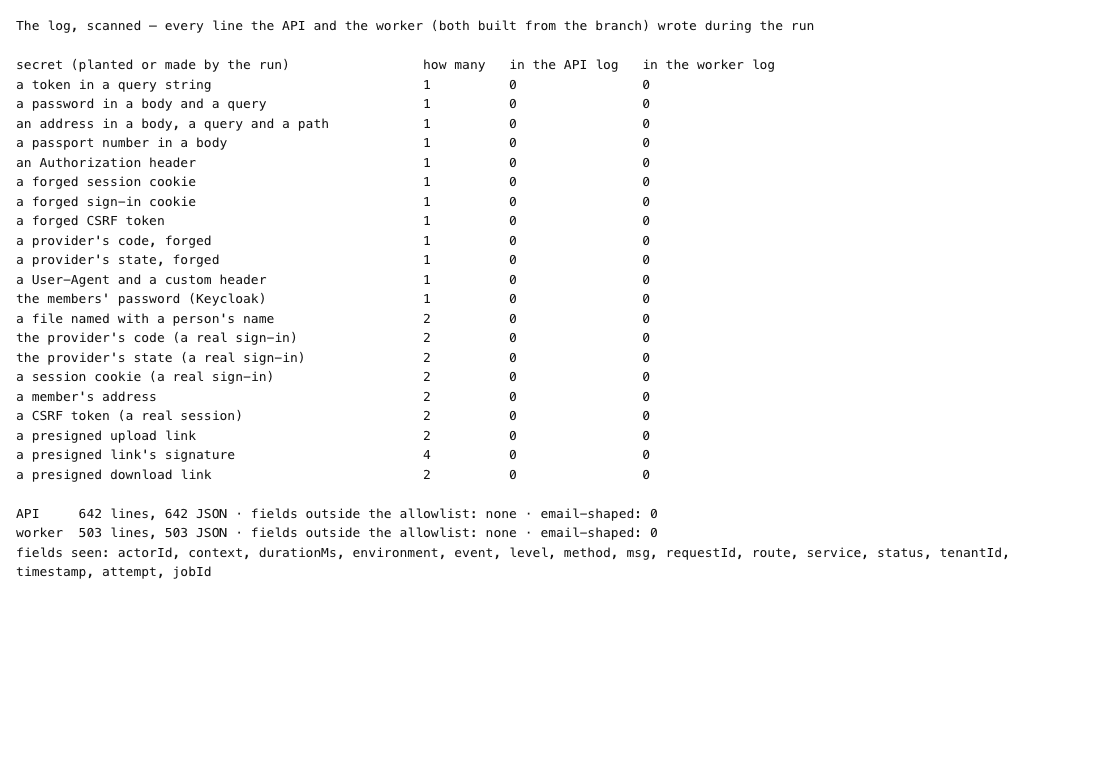 The log, scanned — every line the API and the worker (both built from the branch) wrote during the run
secret (planted or made by the run) how many in the API log in the worker log
a token in a query string 1 0 0
a password in a body and a query 1 0 0
an address in a body, a query and a path 1 0 0
a passport number in a body 1 0 0
an Authorization header 1 0 0
a forged session cookie 1 0 0
a forged sign-in cookie 1 0 0
a forged CSRF token 1 0 0
a provider's code, forged 1 0 0
a provider's state, forged 1 0 0
a User-Agent and a custom header 1 0 0
the members' password (Keycloak) 1 0 0
a file named with a person's name 2 0 0
the provider's code (a real sign-in) 2 0 0
the provider's state (a real sign-in) 2 0 0
a session cookie (a real sign-in) 2 0 0
a member's address 2 0 0
a CSRF token (a real session) 2 0 0
a presigned upload link 2 0 0
a presigned link's signature 4 0 0
a presigned download link 2 0 0
API 642 lines, 642 JSON · fields outside the allowlist: none · email-shaped: 0
worker 503 lines, 503 JSON · fields outside the allowlist: none · email-shaped: 0
fields seen: actorId, context, durationMs, environment, event, level, method, msg, requestId, route, service, status, tenantId,
timestamp, attempt, jobId